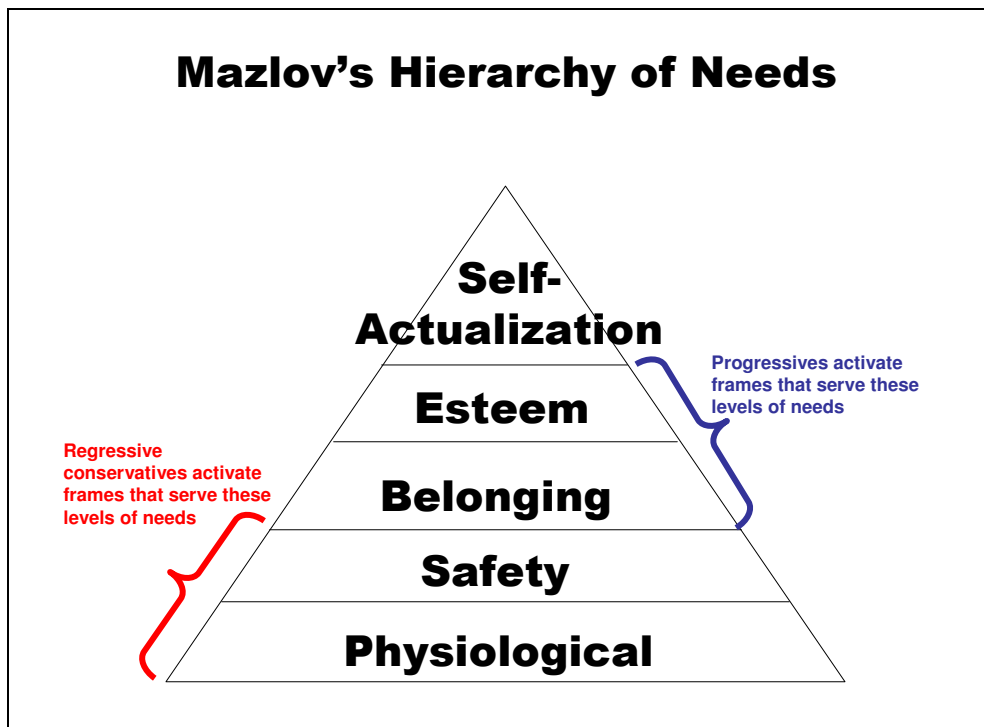 Mazlov's Hierarchy of Needs
Self-
Actualization
Progressives activate
frames that serve these
levels of needs
Esteem
Regressive
conservatives activate
frames that serve these
levels of needs
Belonging
Safety
Physiological